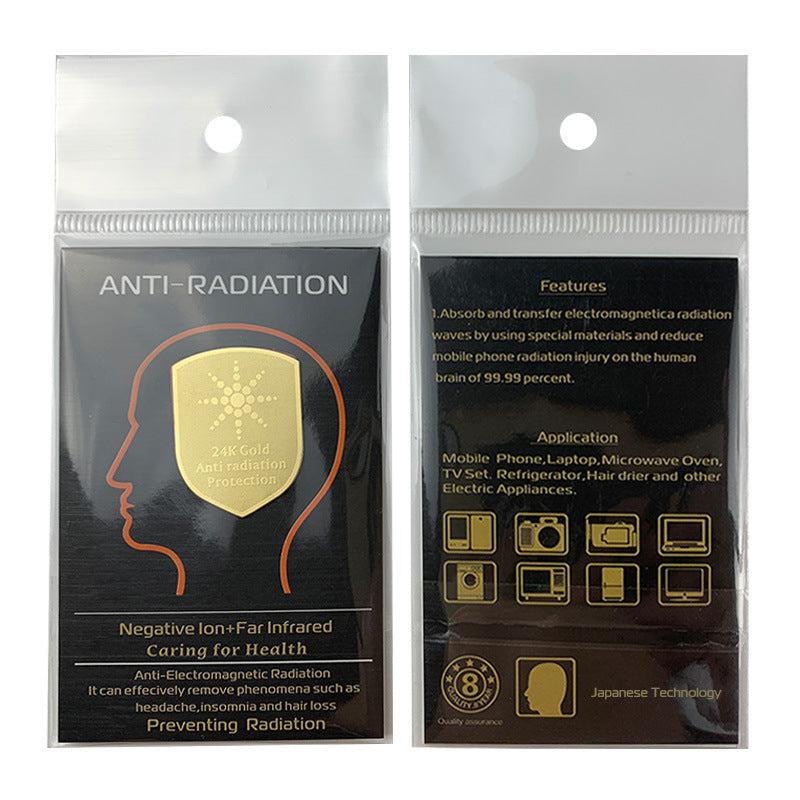 ANTI-RADIATION
24K Gold
Anti radiation
Protection
Negative Ion+Far Infrared
Caring for Health
Anti-Electromagnetic Radiation
It can effecively remove phenomena such as
headache,insomnia and hair loss
Preventing Radiation
Features
1.Absorb and transfer electromagnetica radiation
waves by using special materials and reduce
mobile phone radiation injury on the human
brain of 99.99 percent.
Application
Mobile Phone,Laptop,Microwave Oven,
TV Set. Refrigerator,Hair drier and other
Electric Appliances.
8
QUALITY 8 YEAR
Quality assurance
Japanese Technology